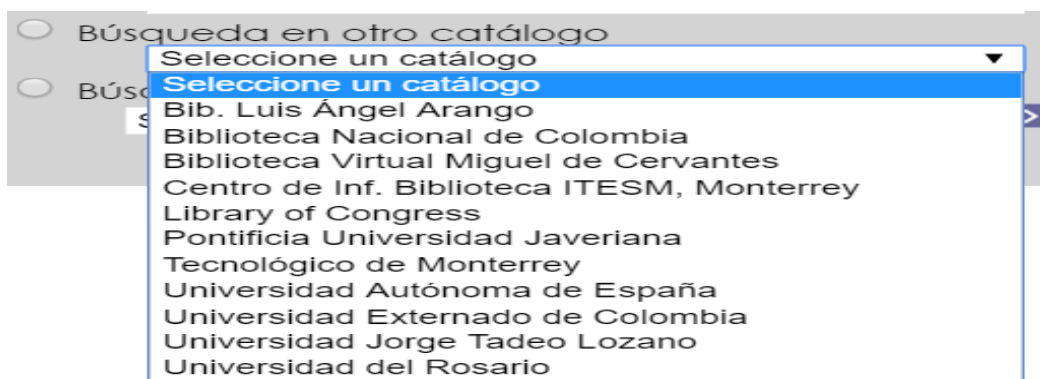 Búsqueda en otro catálogo
Seleccione un catálogo
Seleccione un catálogo
Bib. Luis Ángel Arango
Biblioteca Nacional de Colombia
Biblioteca Virtual Miguel de Cervantes
Centro de Inf. Biblioteca ITESM, Monterrey
Library of Congress
Pontificia Universidad Javeriana
Tecnológico de Monterrey
Universidad Autónoma de España
Universidad Externado de Colombia
Universidad Jorge Tadeo Lozano
Universidad del Rosario